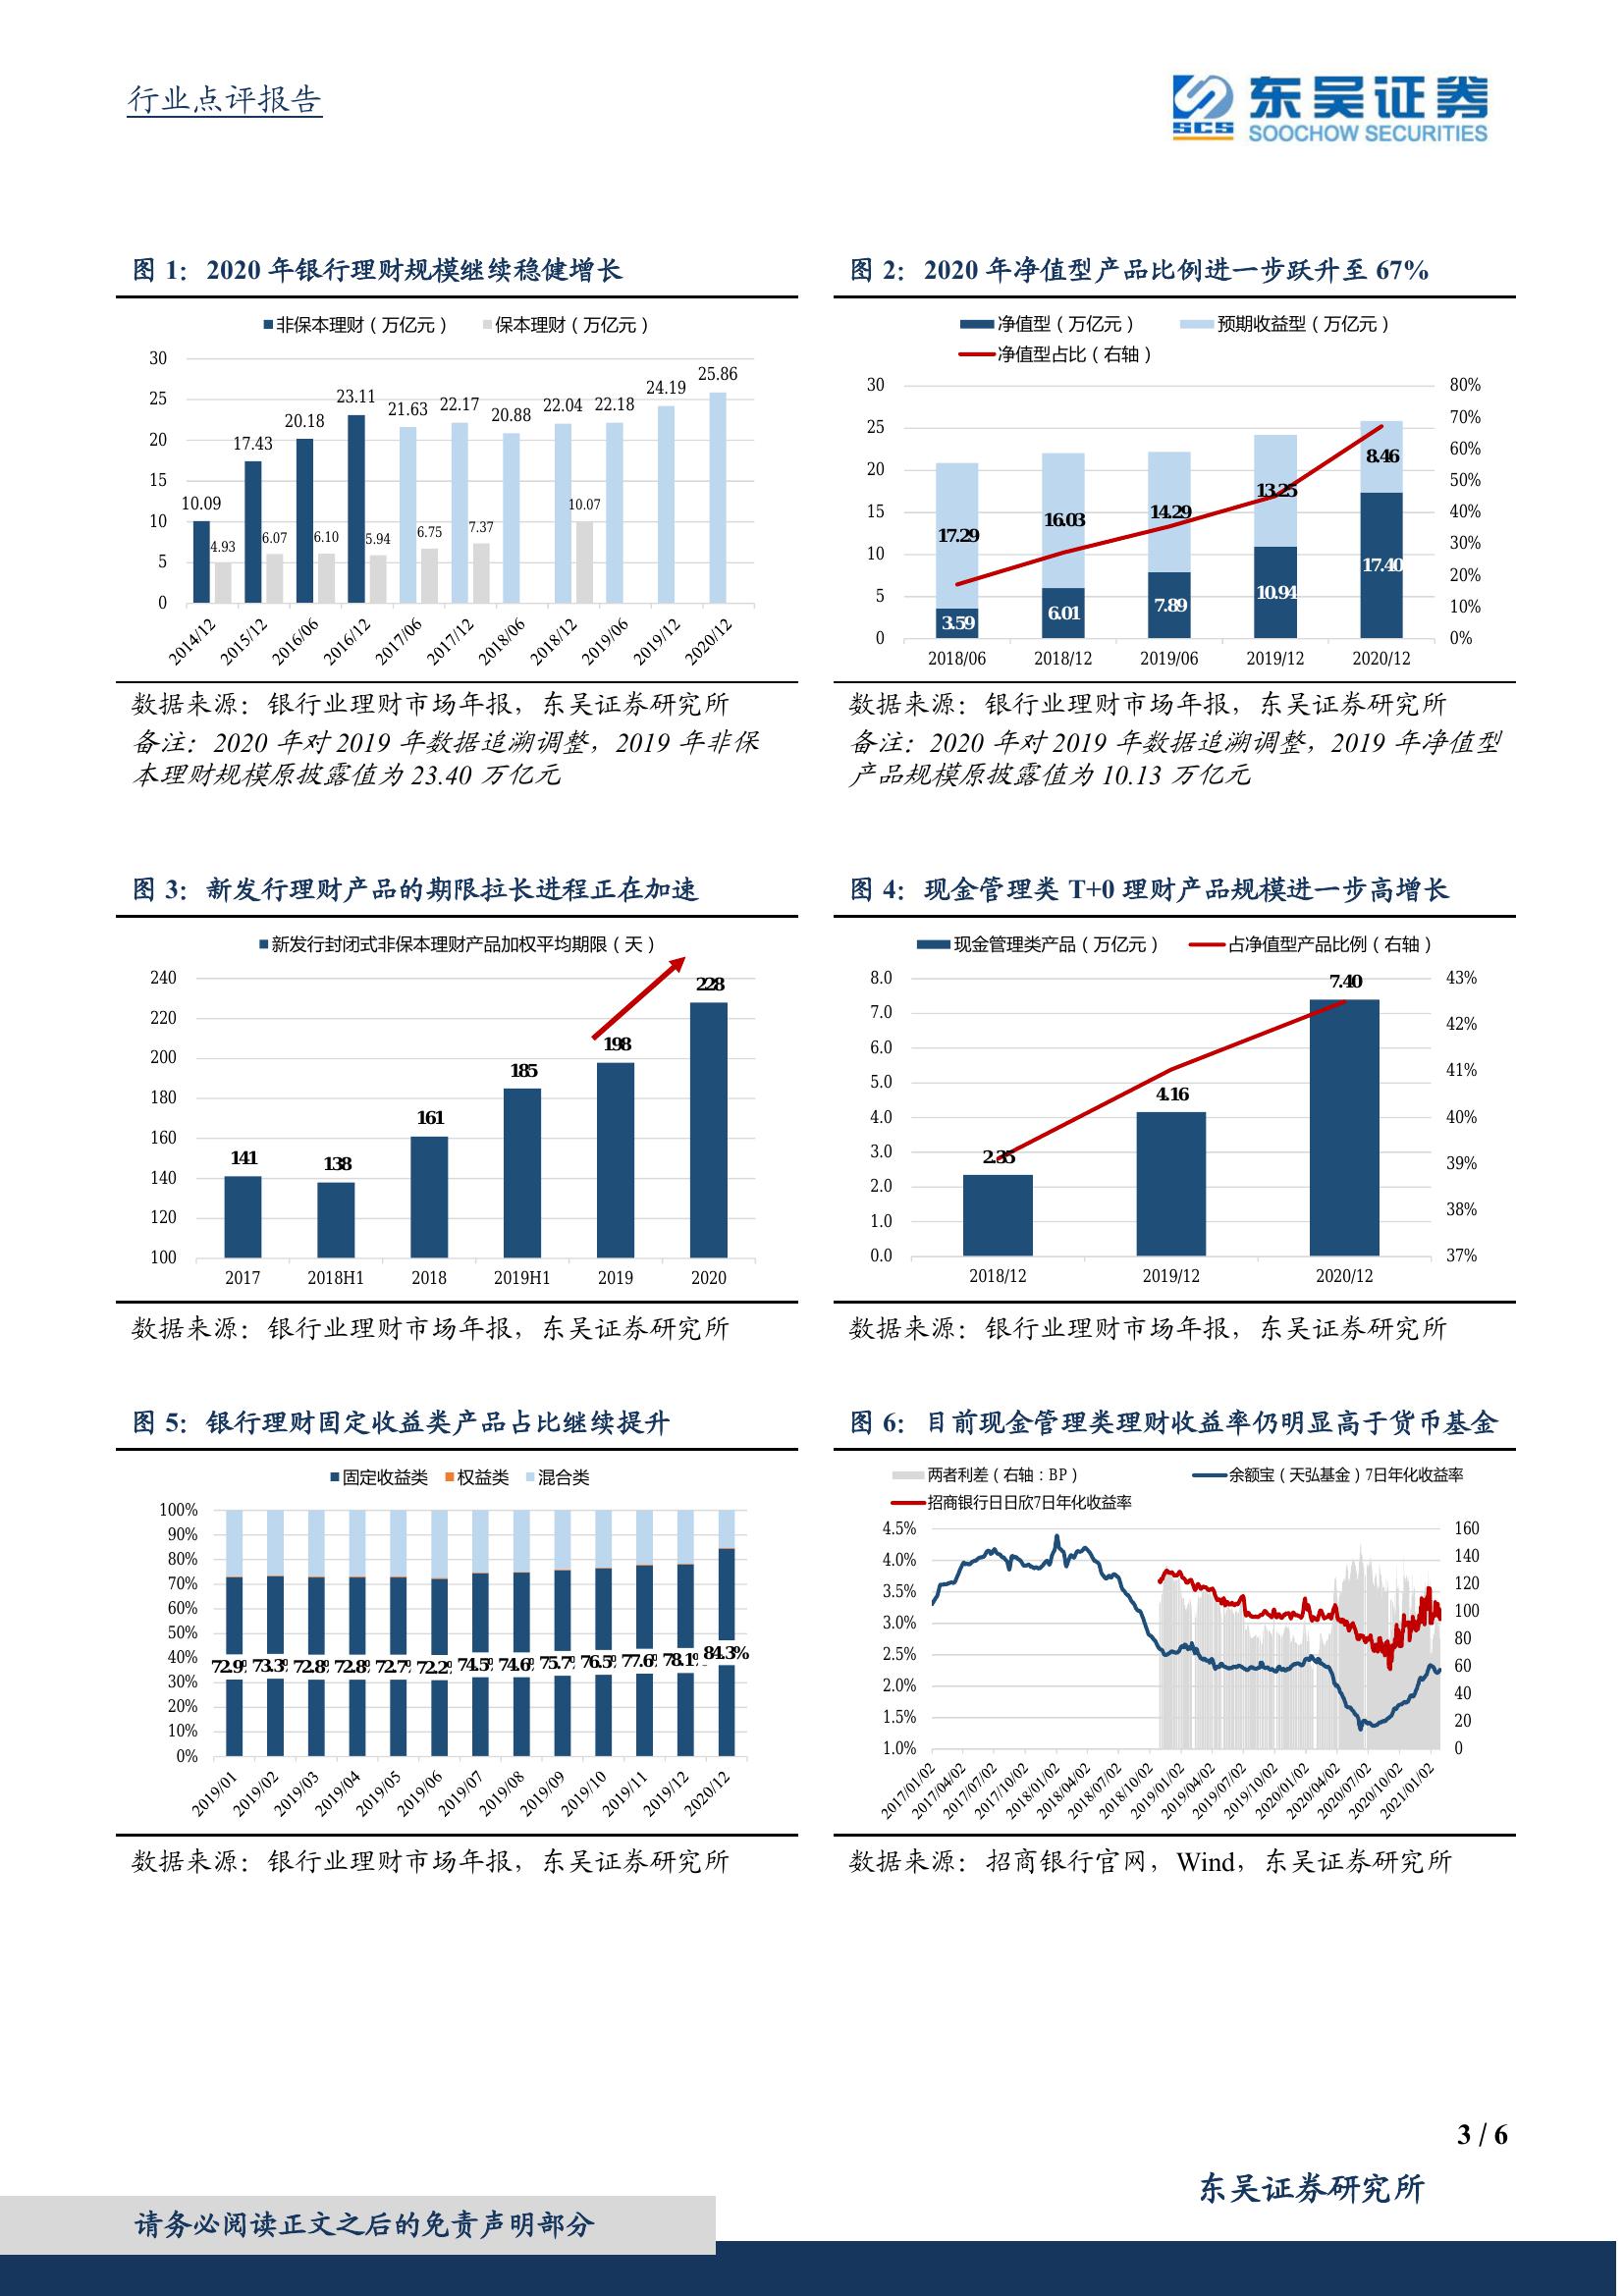 行业点评报告
SCS
东吴证券
SOOCHOW SECURITIES
图 1: 2020 年银行理财规模继续稳健增长
非保本理财（万亿元） 保本理财（万亿元）
30
25
20
15
10
5
0
10.09 17.43 20.18 23.11 21.63 22.17 20.88 22.04 22.18 24.19 25.86
4.93 6.07 6.10 5.94 6.75 7.37 10.07
2014/12 2015/12 2016/06 2016/12 2017/06 2017/12 2018/06 2018/12 2019/06 2019/12 2020/12
数据来源：银行业理财市场年报，东吴证券研究所
备注：2020 年对 2019 年数据追溯调整，2019 年非保
本理财规模原披露值为 23.40 万亿元
图 2: 2020 年净值型产品比例进一步跃升至 67%
净值型（万亿元） 预期收益型（万亿元）
净值型占比（右轴）
30
25
20
15
10
5
0
17.29 16.03 14.29 13.25 8.46
3.59 6.01 7.89 10.94 17.40
80%
70%
60%
50%
40%
30%
20%
10%
0%
2018/06 2018/12 2019/06 2019/12 2020/12
数据来源：银行业理财市场年报，东吴证券研究所
备注：2020 年对 2019 年数据追溯调整，2019 年净值型
产品规模原披露值为 10.13 万亿元
图 3: 新发行理财产品的期限拉长进程正在加速
新发行封闭式非保本理财产品加权平均期限（天）
240
220
200
180
160
140
120
100
141 138 161 185 198 228
2017 2018H1 2018 2019H1 2019 2020
数据来源：银行业理财市场年报，东吴证券研究所
图 4: 现金管理类 T+0 理财产品规模进一步高增长
现金管理类产品（万亿元） 占净值型产品比例（右轴）
8.0
7.0
6.0
5.0
4.0
3.0
2.0
1.0
0.0
2.35 4.16 7.40
43%
42%
41%
40%
39%
38%
37%
2018/12 2019/12 2020/12
数据来源：银行业理财市场年报，东吴证券研究所
图 5: 银行理财固定收益类产品占比继续提升
固定收益类 权益类 混合类
100%
90%
80%
70%
60%
50%
40%
30%
20%
10%
0%
72.9% 73.3% 72.8% 72.8% 72.7% 72.2% 74.5% 74.6% 75.7% 76.5% 77.6% 78.1% 84.3%
2019/01 2019/02 2019/03 2019/04 2019/05 2019/06 2019/07 2019/08 2019/09 2019/10 2019/11 2019/12 2020/12
数据来源：银行业理财市场年报，东吴证券研究所
图 6: 目前现金管理类理财收益率仍明显高于货币基金
两者利差（右轴：BP） 余额宝（天弘基金）7日年化收益率
招商银行日日欣7日年化收益率
4.5%
4.0%
3.5%
3.0%
2.5%
2.0%
1.5%
1.0%
160
140
120
100
80
60
40
20
0
2017/01/02 2017/04/02 2017/07/02 2017/10/02 2018/01/02 2018/04/02 2018/07/02 2018/10/02 2019/01/02 2019/04/02 2019/07/02 2019/10/02 2020/01/02 2020/04/02 2020/07/02 2020/10/02 2021/01/02
数据来源：招商银行官网，Wind，东吴证券研究所
3 / 6
东吴证券研究所
请务必阅读正文之后的免责声明部分